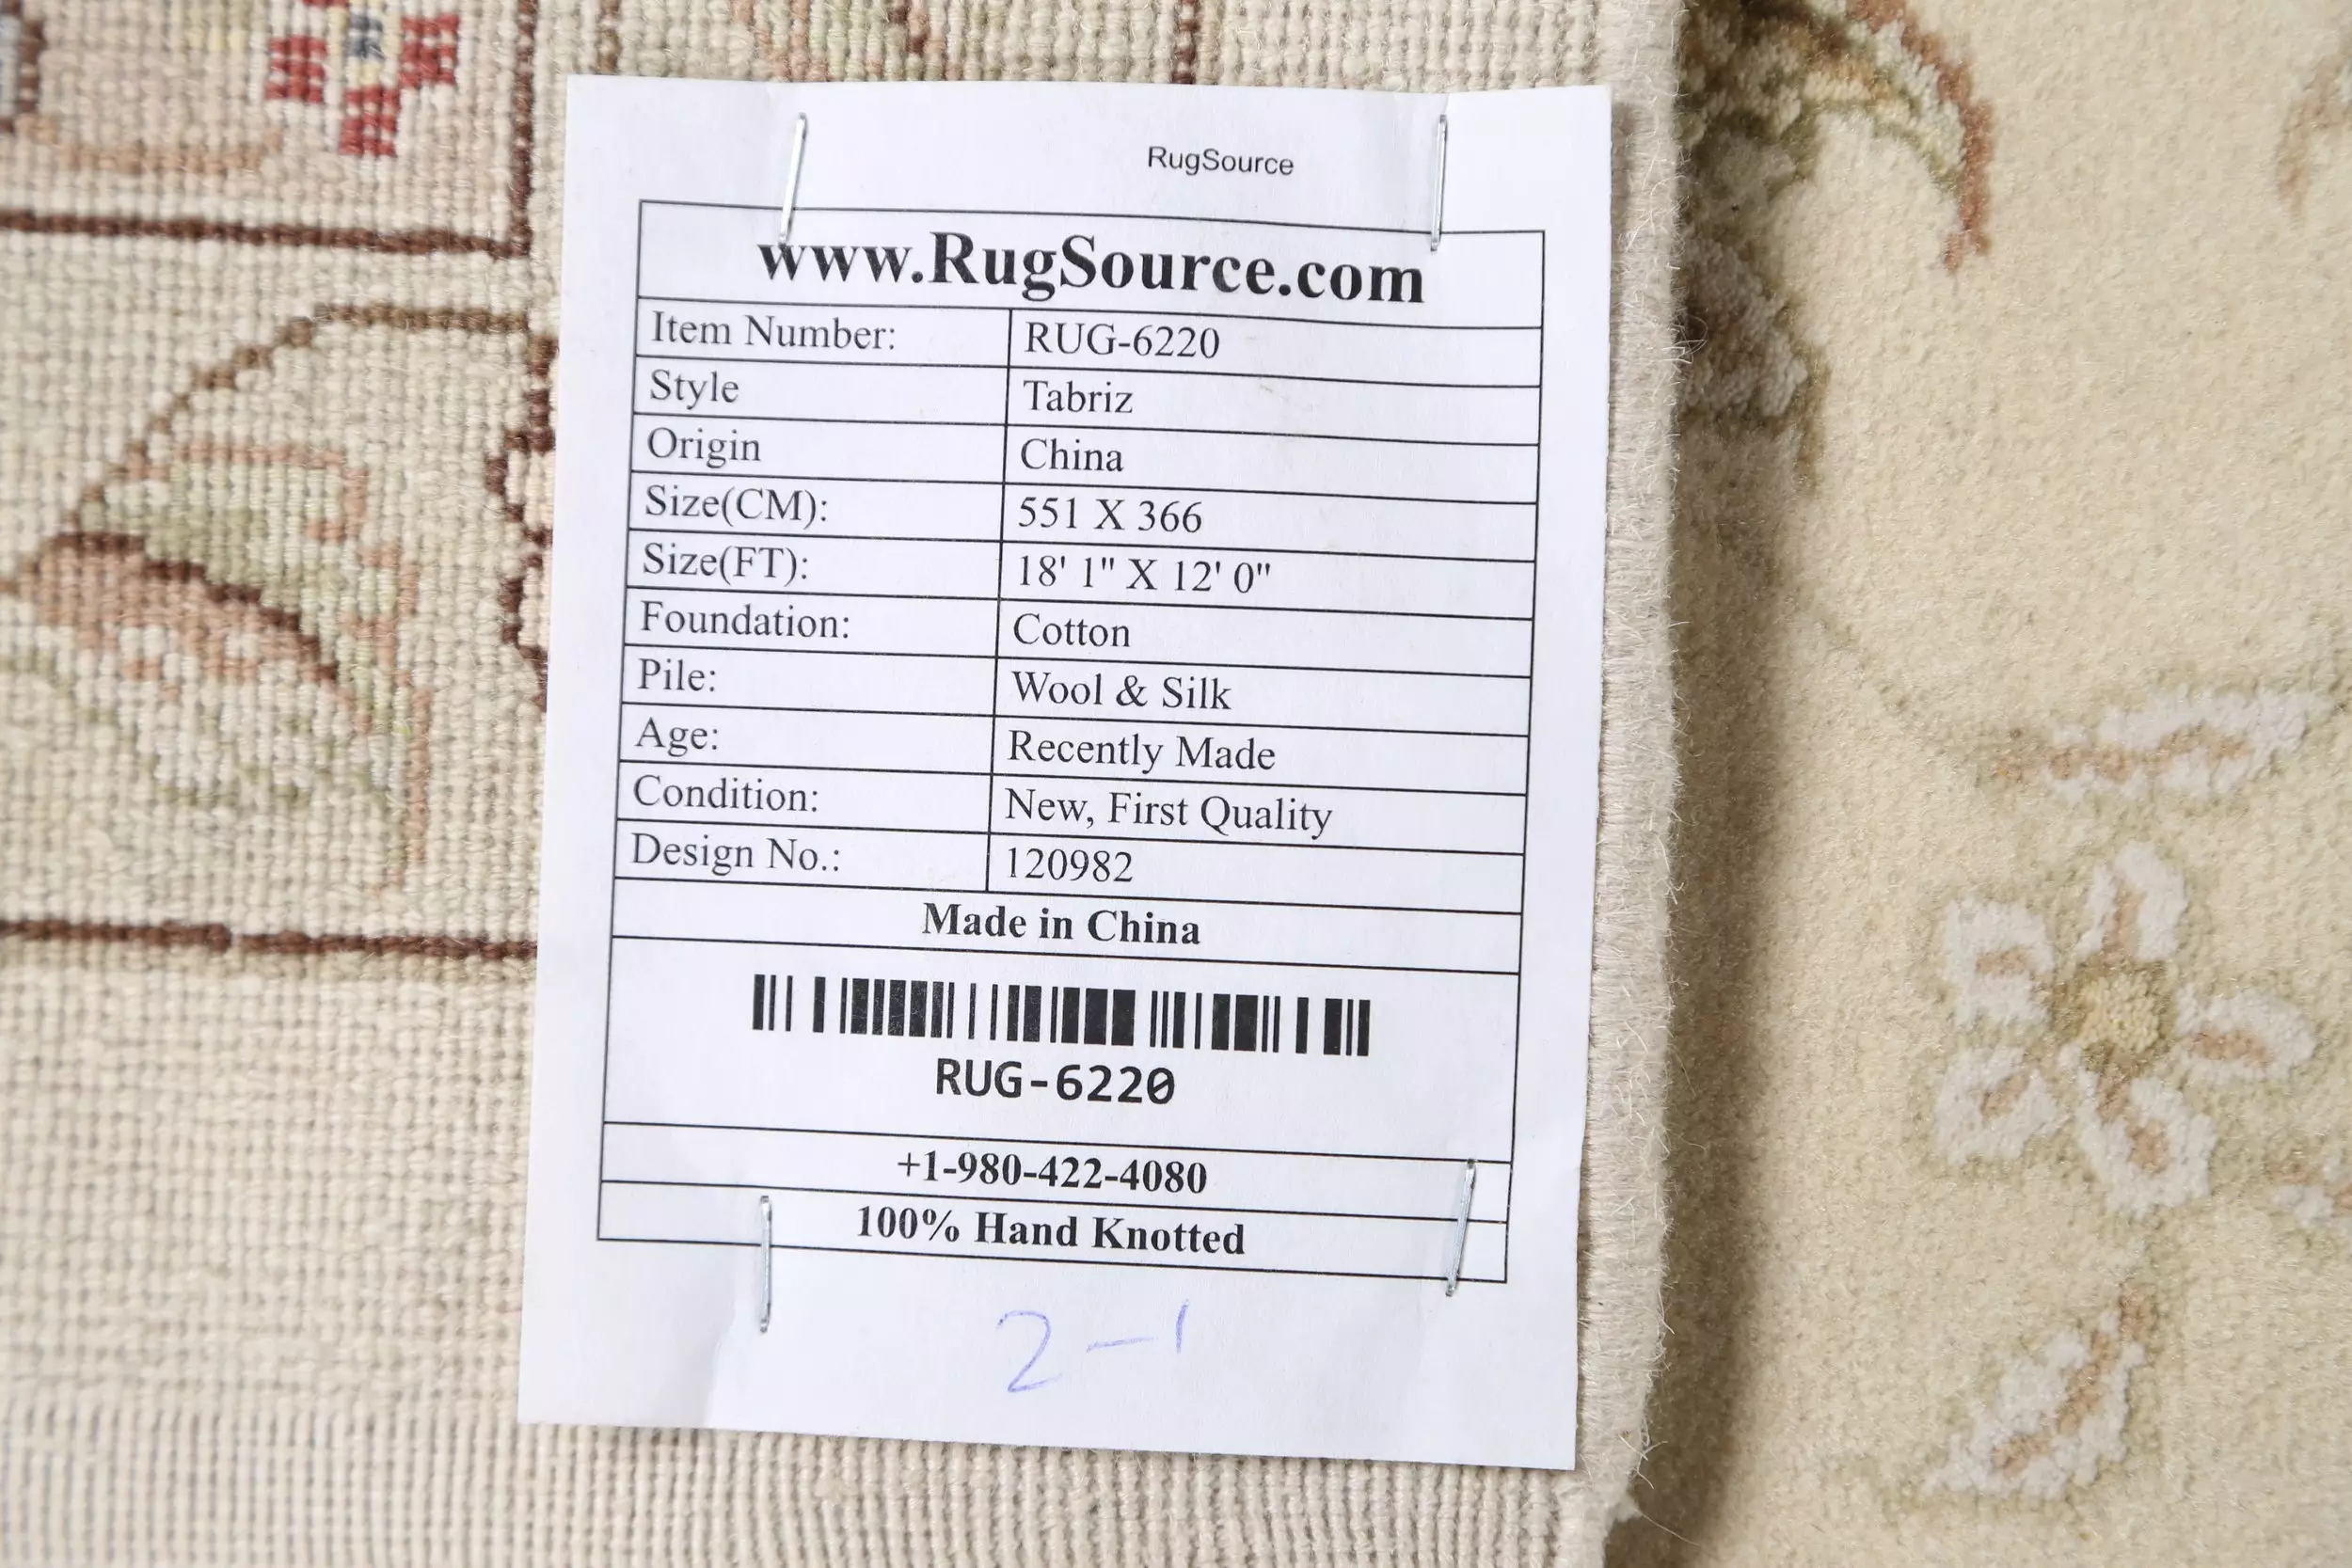 RugSource
www.RugSource.com
Item Number: RUG-6220
Style Tabriz
Origin China
Size(CM): 551 X 366
Size(FT): 18' 1" X 12' 0"
Foundation: Cotton
Pile: Wool & Silk
Age: Recently Made
Condition: New, First Quality
Design No.: 120982
Made in China
RUG-6220
+1-980-422-4080
100% Hand Knotted
2-1